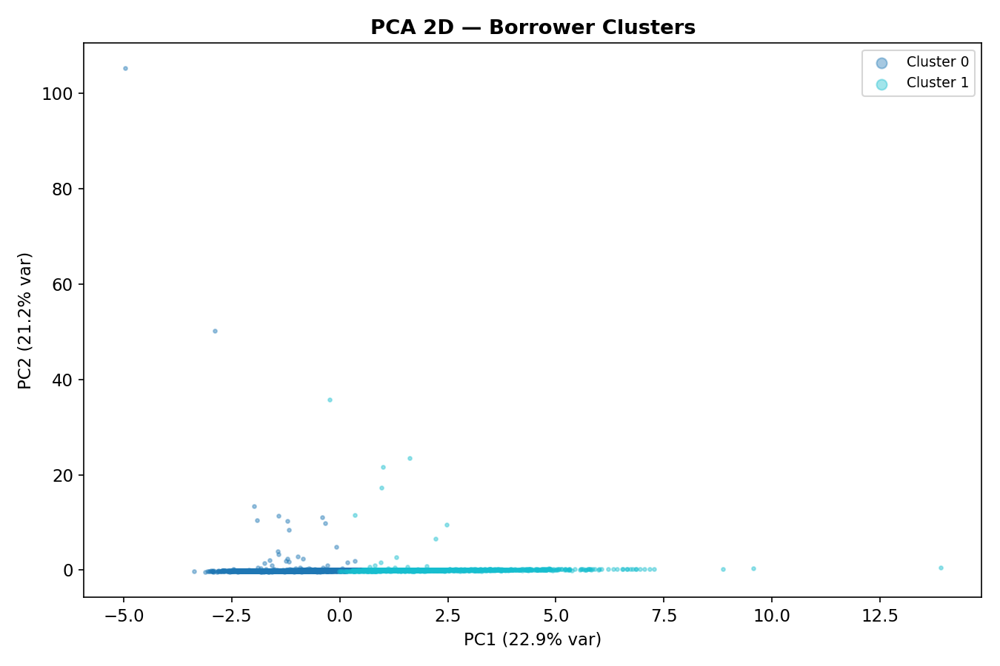 PCA 2D — Borrower Clusters
Cluster 0
Cluster 1
PC2 (21.2% var)
100
80
60
40
20
0
−5.0 −2.5 0.0 2.5 5.0 7.5 10.0 12.5
PC1 (22.9% var)